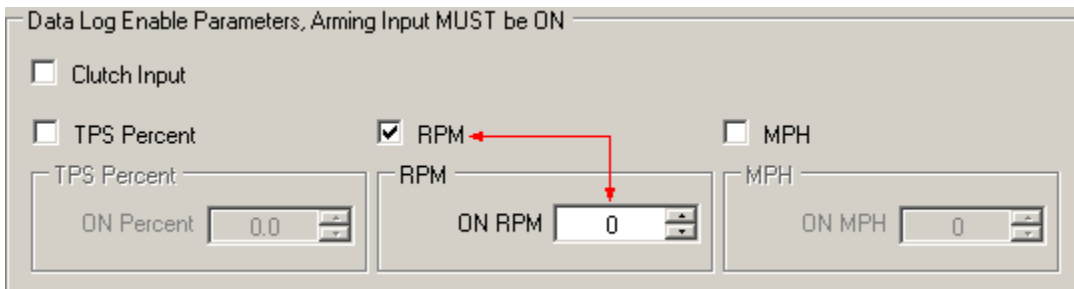 Data Log Enable Parameters, Arming Input MUST be ON
Clutch Input
TPS Percent RPM MPH
TPS Percent RPM MPH
ON Percent 0.0 ON RPM 0 ON MPH 0